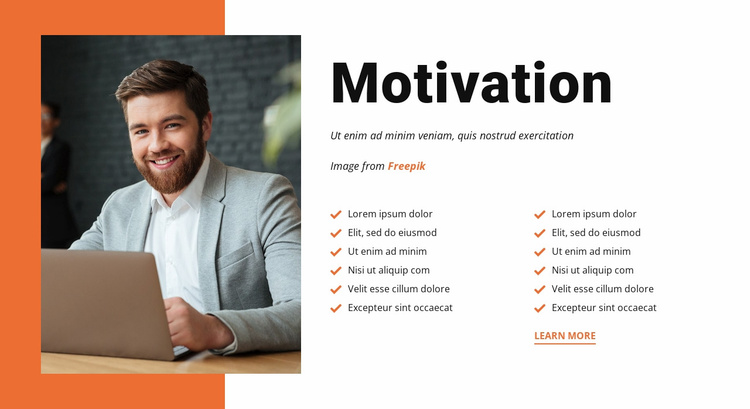 Motivation
Ut enim ad minim veniam, quis nostrud exercitation
Image from Freepik
Lorem ipsum dolor
Elit, sed do eiusmod
Ut enim ad minim
Nisi ut aliquip com
Velit esse cillum dolore
Excepteur sint occaecat
Lorem ipsum dolor
Elit, sed do eiusmod
Ut enim ad minim
Nisi ut aliquip com
Velit esse cillum dolore
Excepteur sint occaecat
LEARN MORE